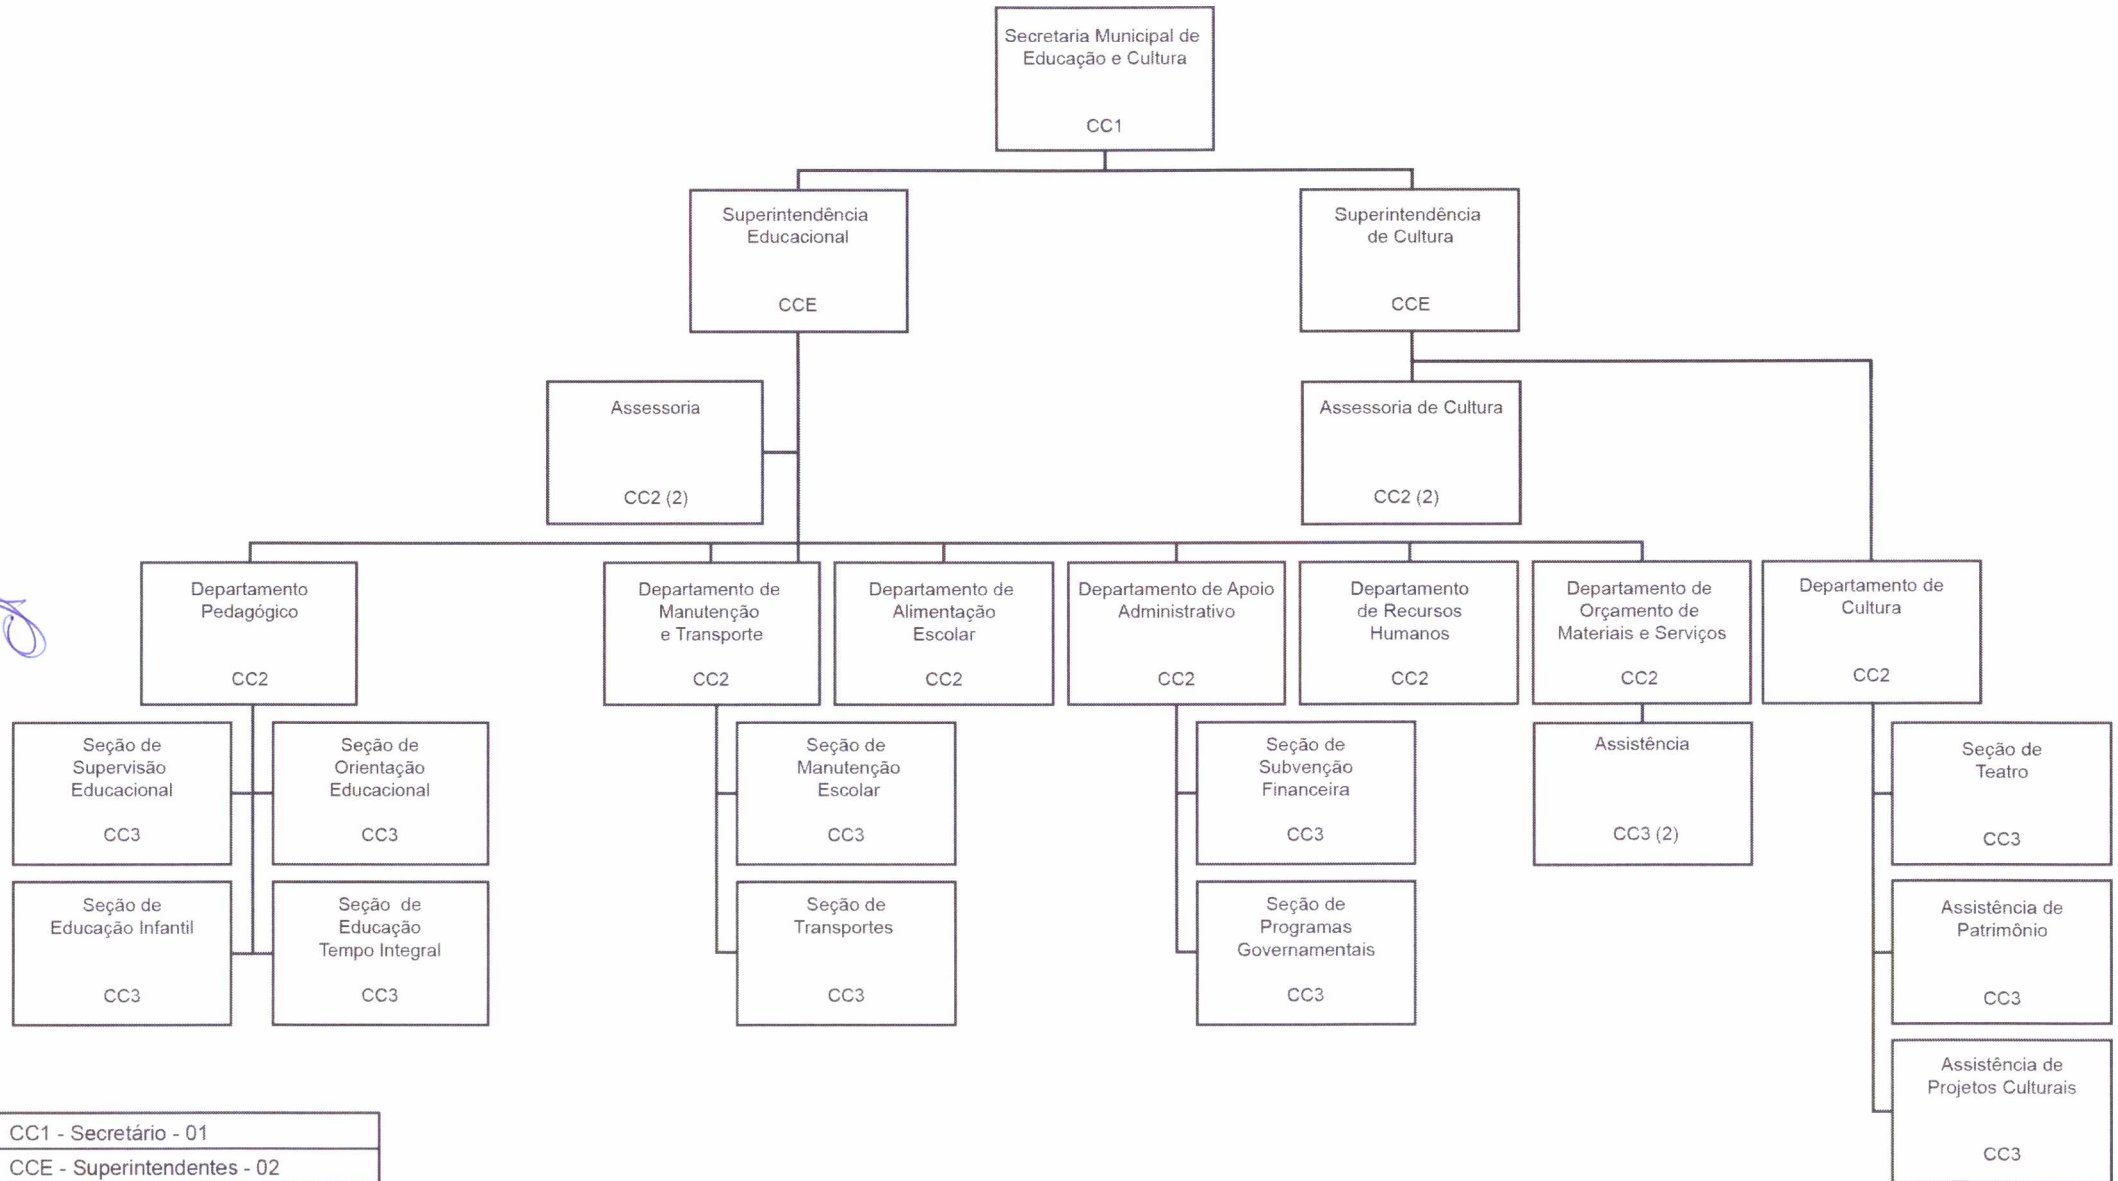 Secretaria Municipal de
Educação e Cultura
CC1
Superintendência
Educacional
CCE
Superintendência
de Cultura
CCE
Assessoria
CC2 (2)
Assessoria de Cultura
CC2 (2)
Departamento
Pedagógico
CC2
Departamento de
Manutenção
e Transporte
CC2
Departamento de
Alimentação
Escolar
CC2
Departamento de Apoio
Administrativo
CC2
Departamento
de Recursos
Humanos
CC2
Departamento de
Orçamento de
Materiais e Serviços
CC2
Departamento de
Cultura
CC2
Seção de
Supervisão
Educacional
CC3
Seção de
Orientação
Educacional
CC3
Seção de
Manutenção
Escolar
CC3
Seção de
Subvenção
Financeira
CC3
Assistência
CC3 (2)
Seção de
Teatro
CC3
Seção de
Educação Infantil
CC3
Seção de
Educação
Tempo Integral
CC3
Seção de
Transportes
CC3
Seção de
Programas
Governamentais
CC3
Assistência de
Patrimônio
CC3
Assistência de
Projetos Culturais
CC3
CC1 - Secretário - 01
CCE - Superintendentes - 02